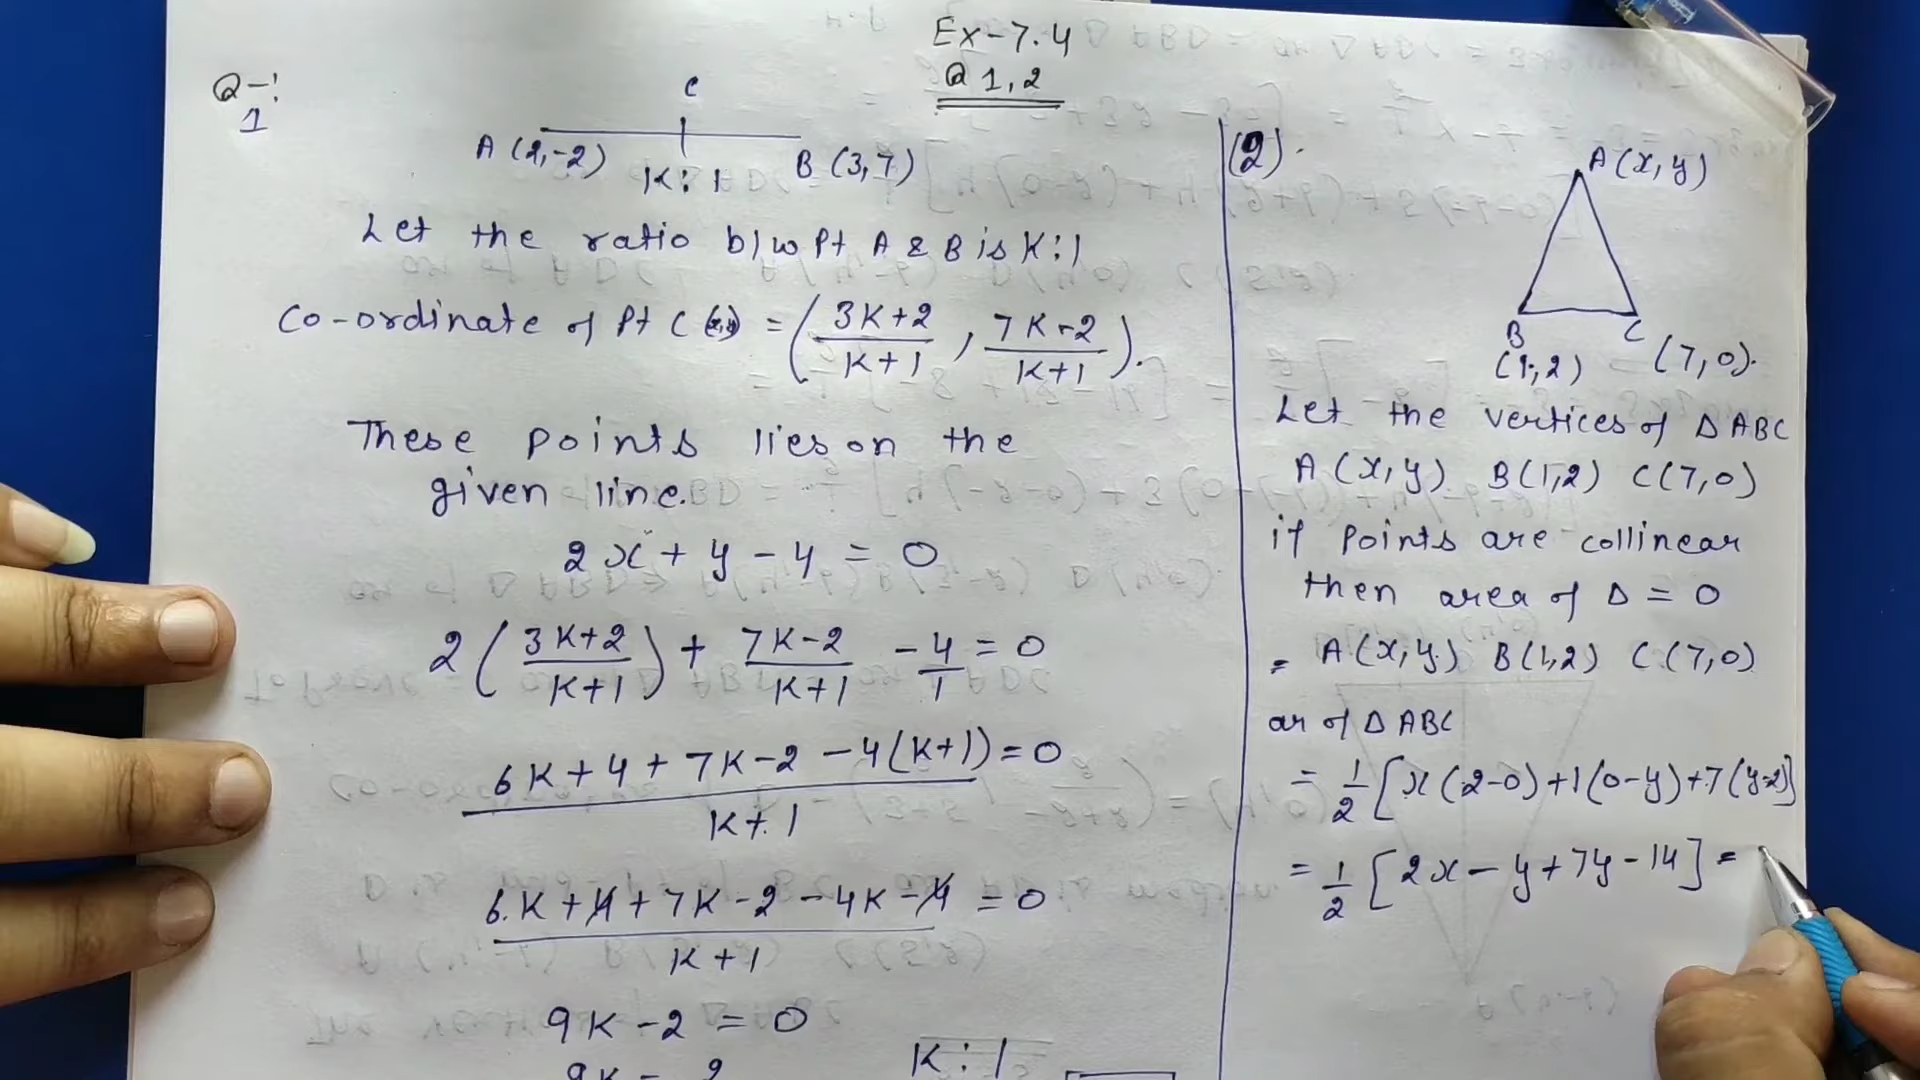 Ex-7.4
Q 1,2
Q-:
1
C
A (2,-2)
K:1
B (3,7)
Let the ratio b/w Pt A & B is K:1
Co-ordinate of Pt C (x,y) = (3K+2/K+1, 7K-2/K+1).
These points lies on the
given line.
2x + y - 4 = 0
2(3K+2/K+1) + 7K-2/K+1 - 4/1 = 0
6K+4+7K-2-4(K+1)/K+1 = 0
6K+4+7K-2-4K-4/K+1 = 0
9K-2 = 0
9K = 2
K:1
(2).
A(x,y)
B
C
(1,2)
(7,0).
Let the vertices of Δ ABC
A(x,y) B(1,2) C(7,0)
if Points are collinear
then area of Δ = 0
= A(x,y) B(1,2) C(7,0)
ar of Δ ABC
= 1/2 [x(2-0)+1(0-y)+7(y-2)]
= 1/2 [2x-y+7y-14] =